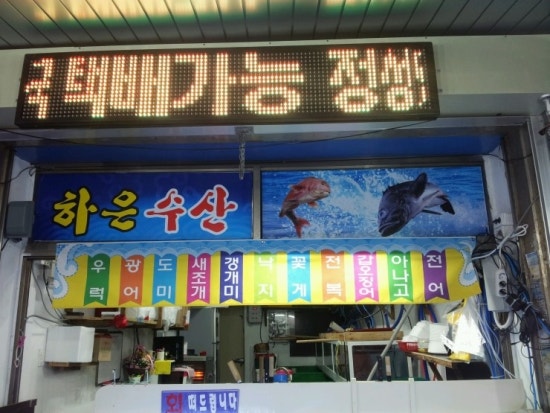 택배가능 정성
하은수산
우럭 광어 도미 새조개 갱개미 낙지 꽃게 전복 갑오징어 아나고 전어
회 떠드립니다